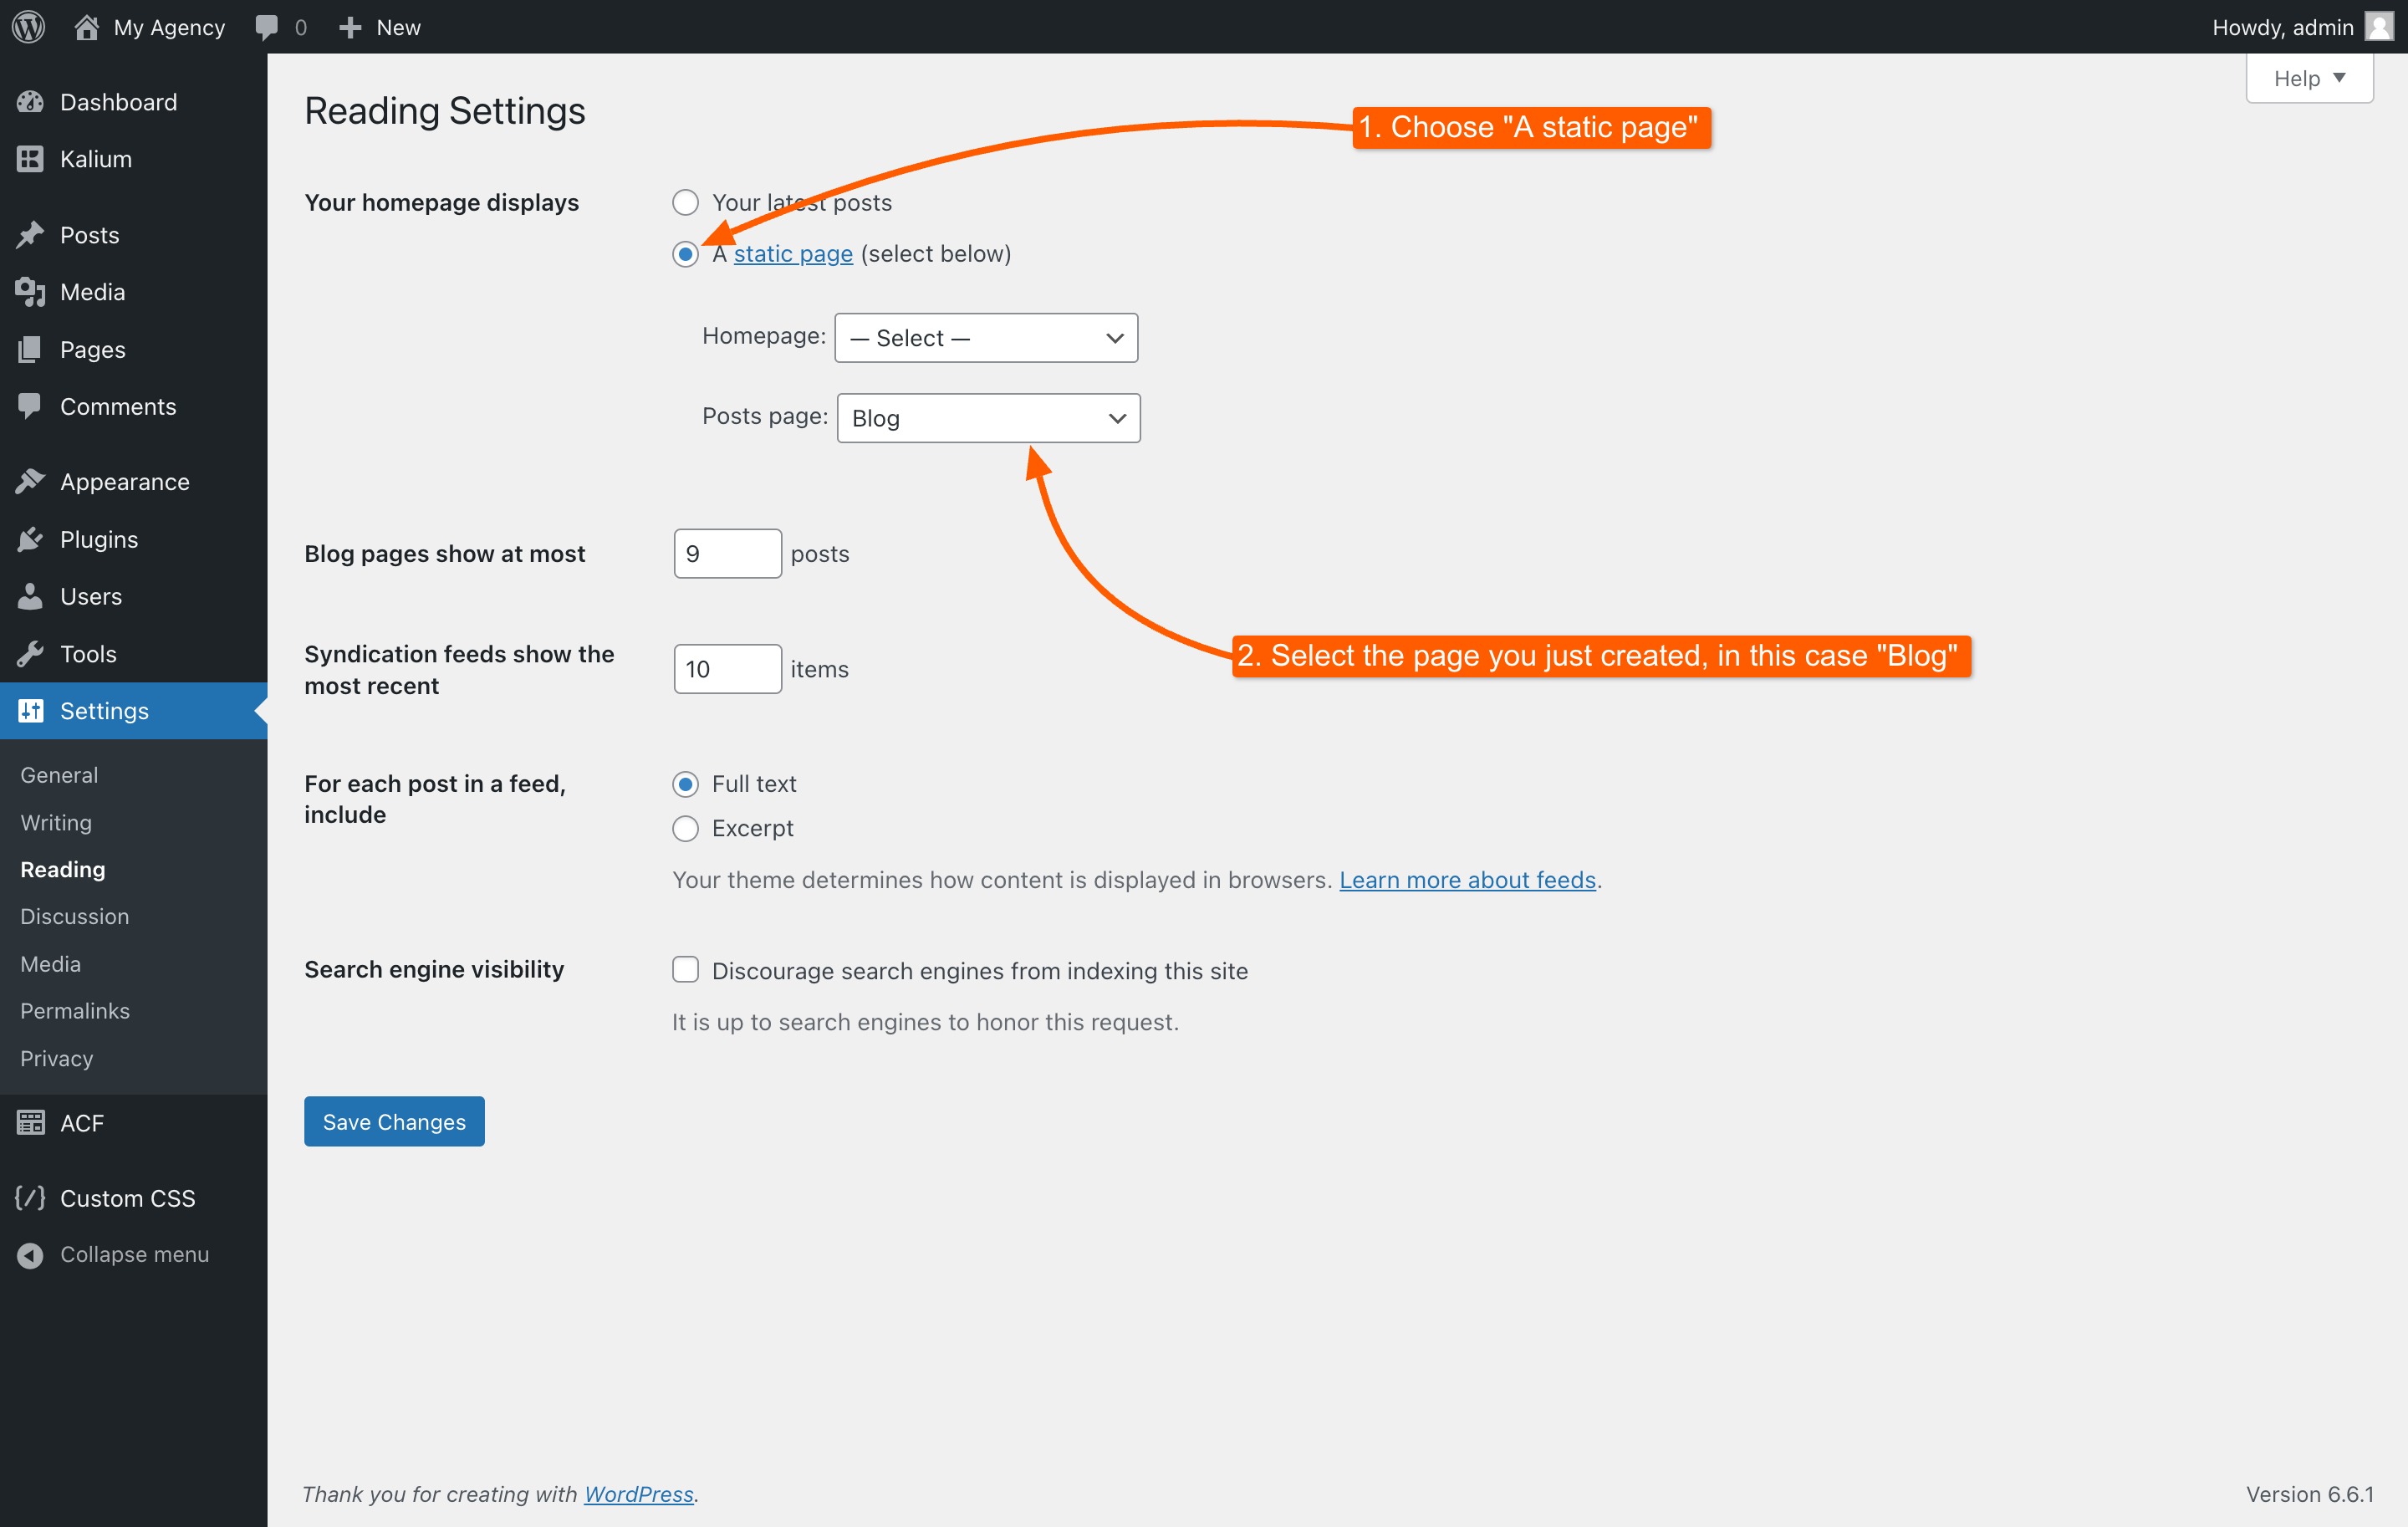 My Agency 0 New Howdy, admin
Help
Dashboard
Kalium
Posts
Media
Pages
Comments
Appearance
Plugins
Users
Tools
Settings
General
Writing
Reading
Discussion
Media
Permalinks
Privacy
ACF
Custom CSS
Collapse menu
Reading Settings
1. Choose "A static page"
Your homepage displays
Your latest posts
A static page (select below)
Homepage: — Select —
Posts page: Blog
Blog pages show at most 9 posts
2. Select the page you just created, in this case "Blog"
Syndication feeds show the
most recent
10 items
For each post in a feed,
include
Full text
Excerpt
Your theme determines how content is displayed in browsers. Learn more about feeds.
Search engine visibility
Discourage search engines from indexing this site
It is up to search engines to honor this request.
Save Changes
Thank you for creating with WordPress.
Version 6.6.1